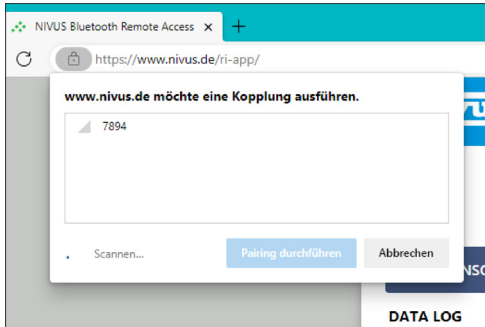 NIVUS Bluetooth Remote Access
https://www.nivus.de/ri-app/
www.nivus.de möchte eine Kopplung ausführen.
7894
Scannen...
Pairing durchführen
Abbrechen
DATA LOG